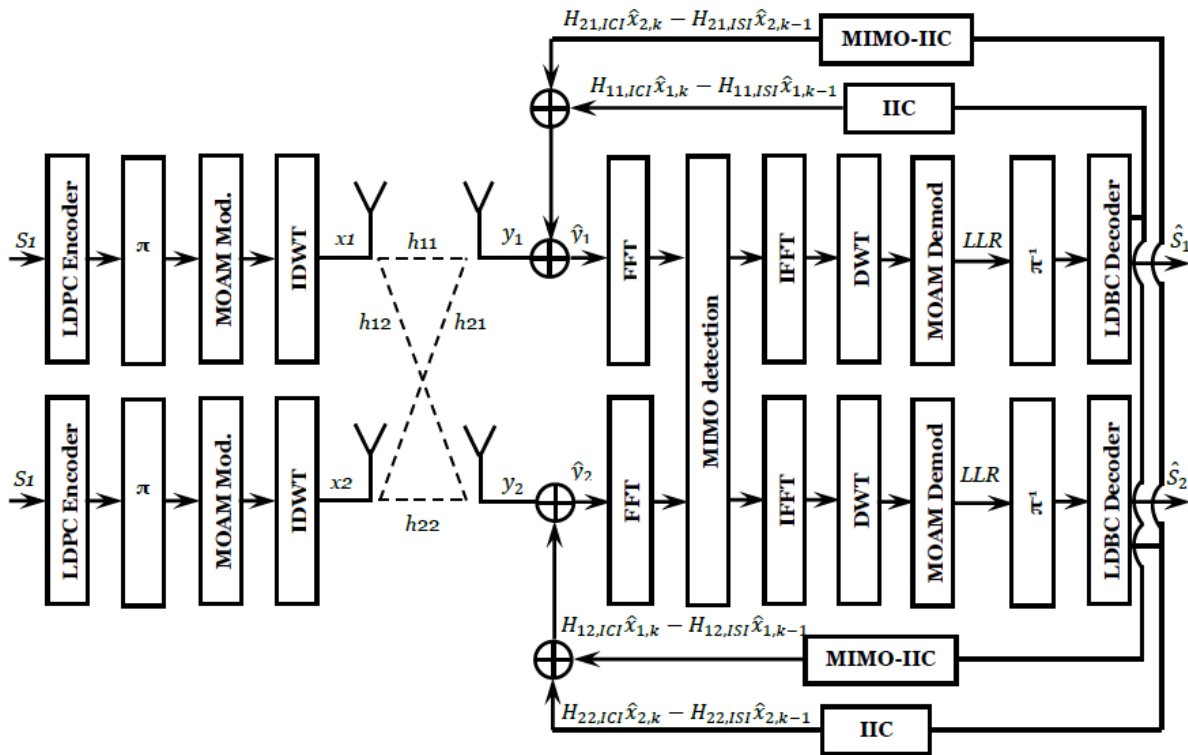 H₂₁,ICI x̂₂,k − H₂₁,ISI x̂₂,k−1
MIMO-IIC
H₁₁,ICI x̂₁,k − H₁₁,ISI x̂₁,k−1
IIC
S1
LDPC Encoder
π
MOAM Mod.
IDWT
x1
h11
h12
h21
y₁
ŷ₁
FFT
MIMO detection
IFFT
DWT
MOAM Demod
LLR
π⁻¹
LDBC Decoder
Ŝ₁
S1
LDPC Encoder
π
MOAM Mod.
IDWT
x2
h22
y₂
ŷ₂
FFT
IFFT
DWT
MOAM Demod
LLR
π⁻¹
LDBC Decoder
Ŝ₂
H₁₂,ICI x̂₁,k − H₁₂,ISI x̂₁,k−1
MIMO-IIC
H₂₂,ICI x̂₂,k − H₂₂,ISI x̂₂,k−1
IIC